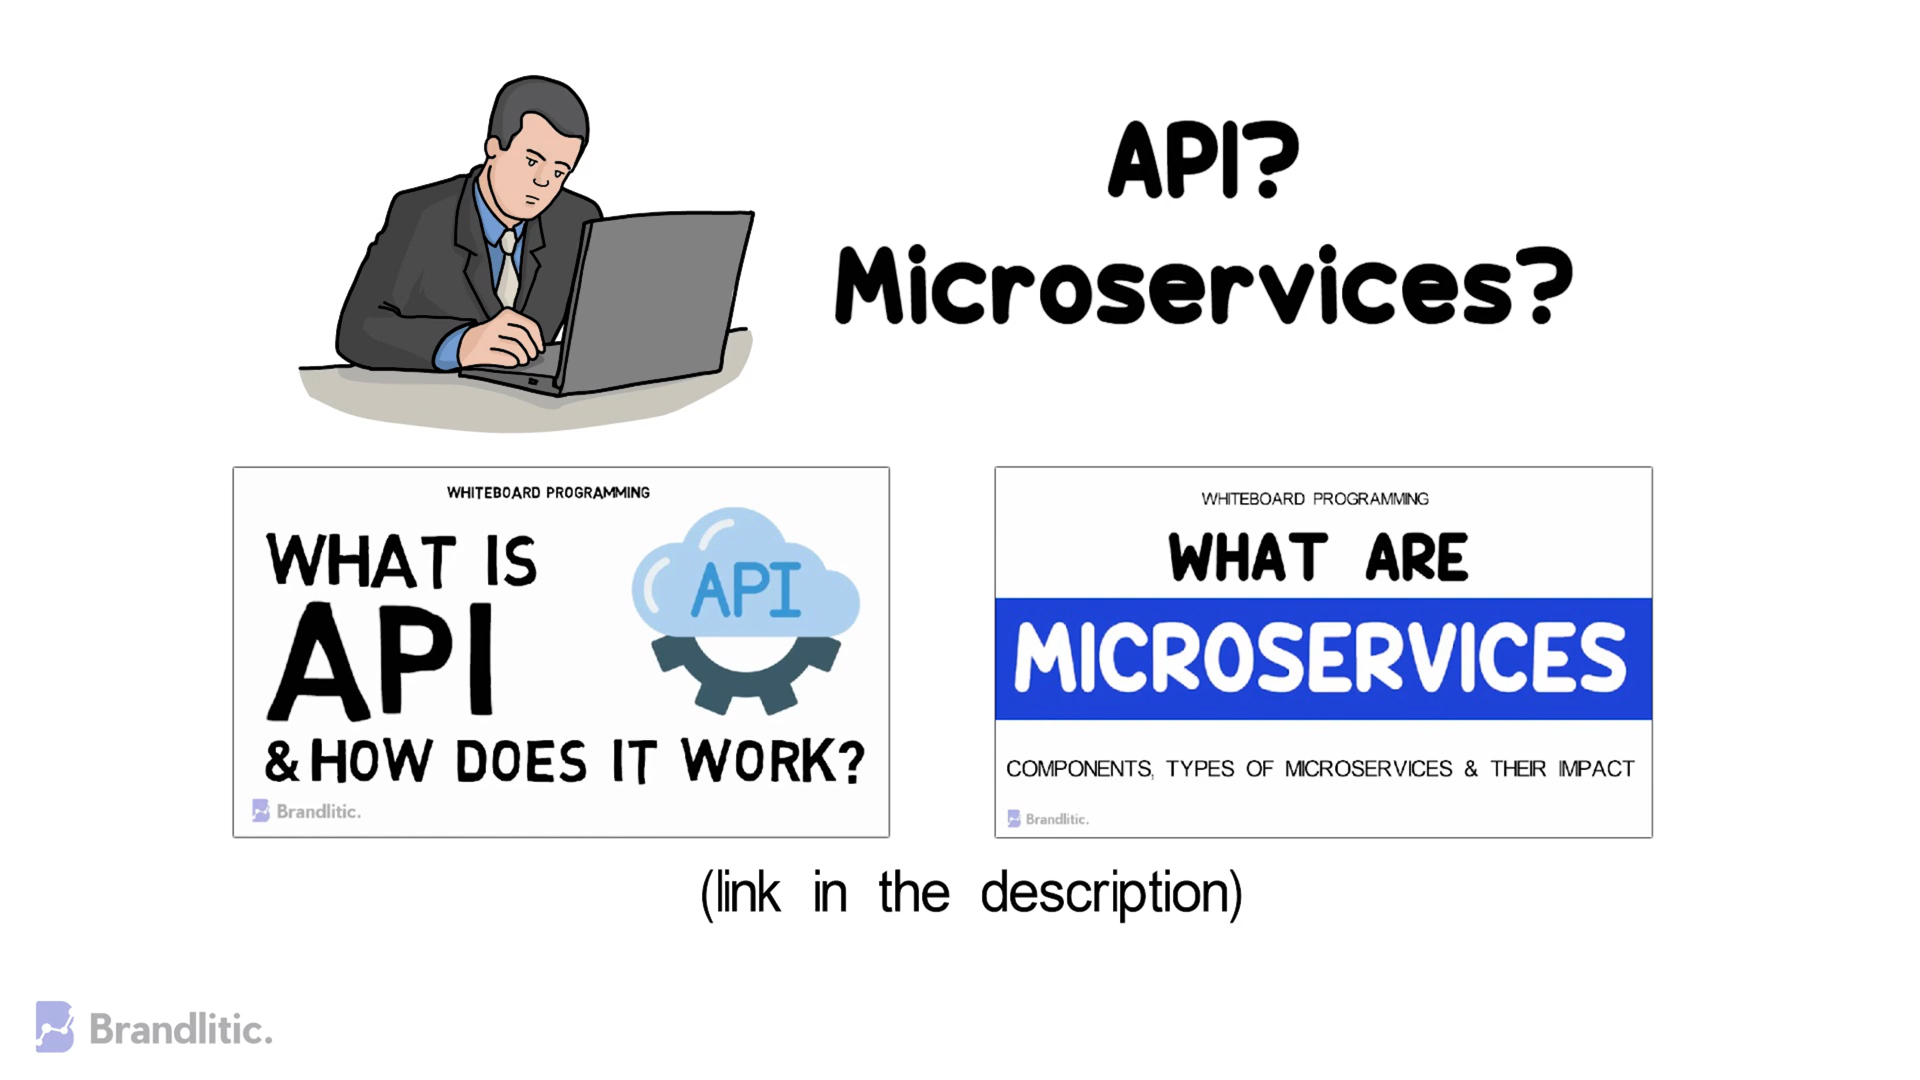 API?
Microservices?
WHITEBOARD PROGRAMMING
WHAT IS
API
& HOW DOES IT WORK?
API
Brandlitic.
WHITEBOARD PROGRAMMING
WHAT ARE
MICROSERVICES
COMPONENTS, TYPES OF MICROSERVICES & THEIR IMPACT
Brandlitic.
(link in the description)
Brandlitic.